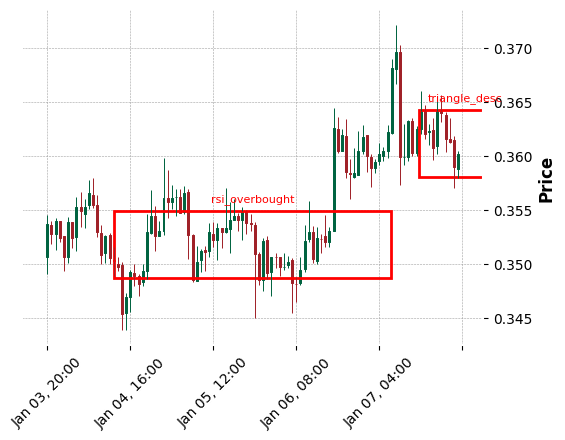 0.370
triangle_desc
0.365
0.360
rsi_overbought
0.355
0.350
0.345
Price
Jan 03, 20:00
Jan 04, 16:00
Jan 05, 12:00
Jan 06, 08:00
Jan 07, 04:00